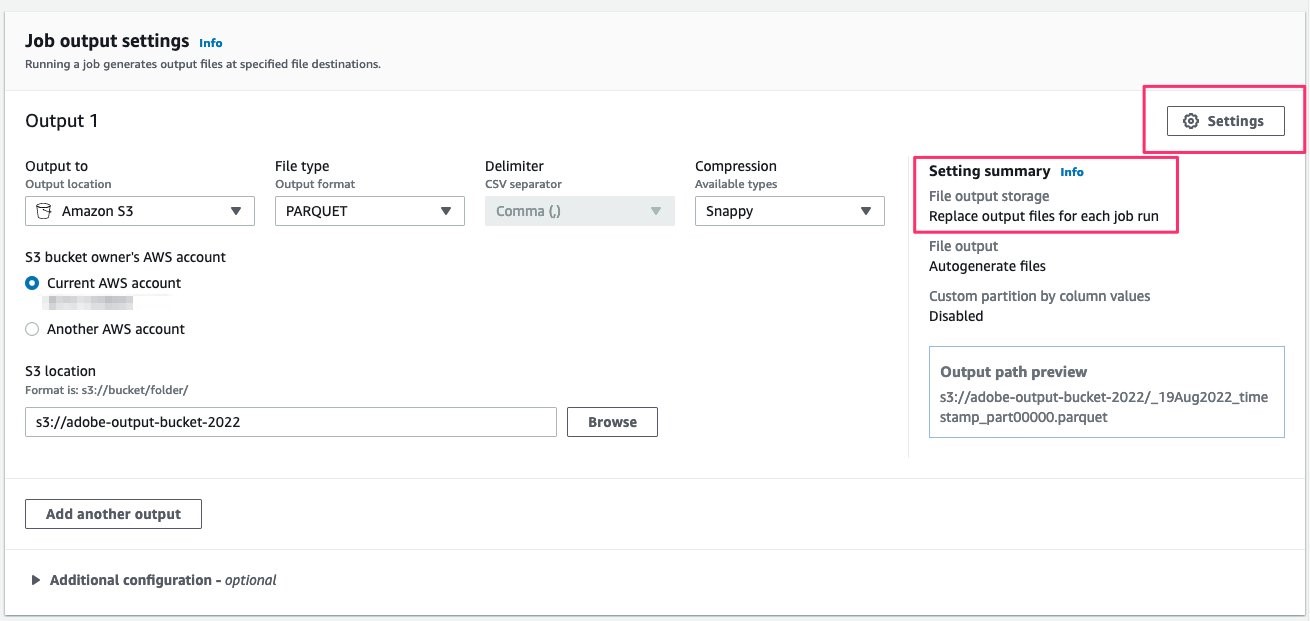 Job output settings Info
Running a job generates output files at specified file destinations.
Output 1
Settings
Output to
Output location
Amazon S3
File type
Output format
PARQUET
Delimiter
CSV separator
Comma (,)
Compression
Available types
Snappy
Setting summary Info
File output storage
Replace output files for each job run
File output
Autogenerate files
Custom partition by column values
Disabled
Output path preview
s3://adobe-output-bucket-2022/_19Aug2022_time
stamp_part00000.parquet
S3 bucket owner's AWS account
Current AWS account
Another AWS account
S3 location
Format is: s3://bucket/folder/
s3://adobe-output-bucket-2022
Browse
Add another output
Additional configuration - optional